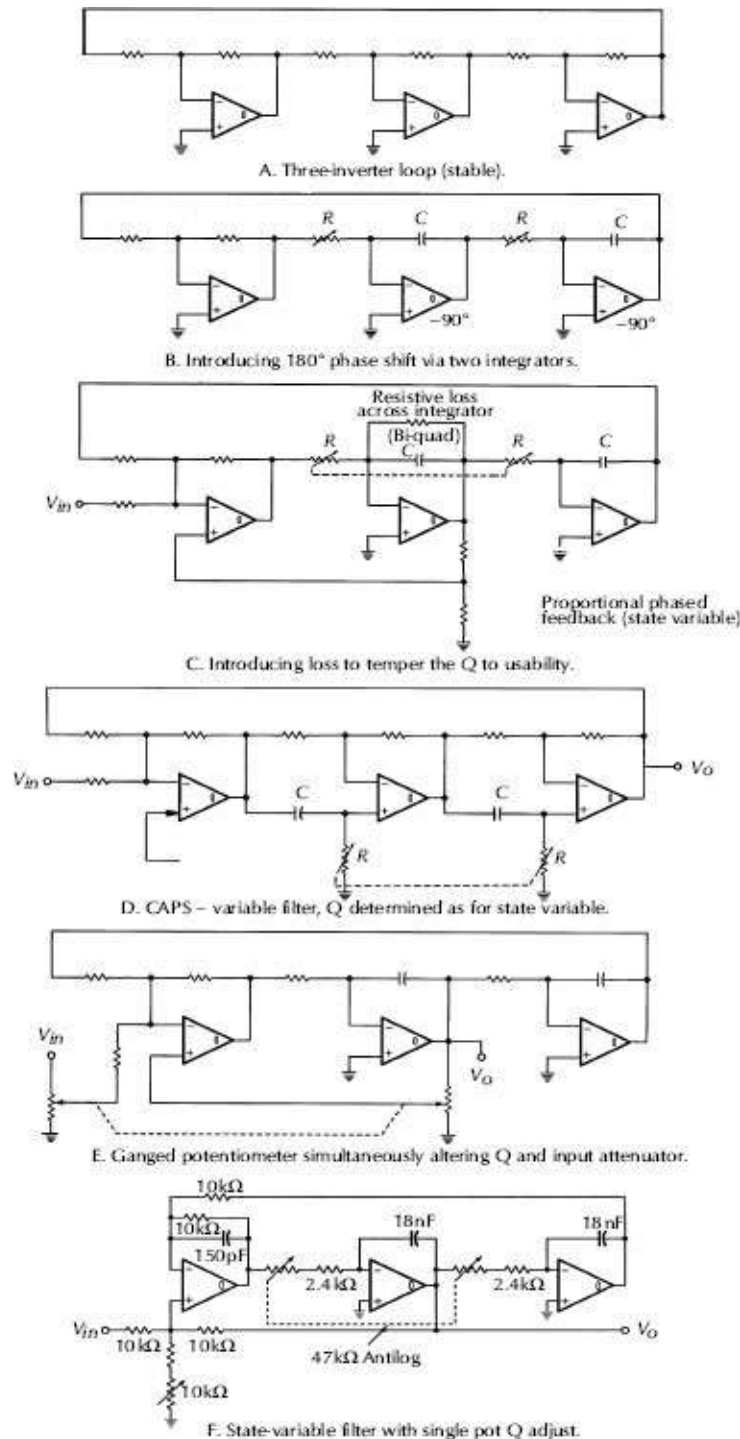 A. Three-inverter loop (stable).
R C R C
−90° −90°
B. Introducing 180° phase shift via two integrators.
Resistive loss
across integrator
(Bi-quad)
R C R C
Vin
Proportional phased
feedback (state variable)
C. Introducing loss to temper the Q to usability.
Vin
Vo
C C
R R
D. CAPS – variable filter, Q determined as for state variable.
Vin
Vo
E. Ganged potentiometer simultaneously altering Q and input attenuator.
10kΩ
10kΩ
18nF 18nF
150pF
2.4kΩ 2.4kΩ
Vin Vo
10kΩ 10kΩ
47kΩ Antilog
10kΩ
F. State-variable filter with single pot Q adjust.